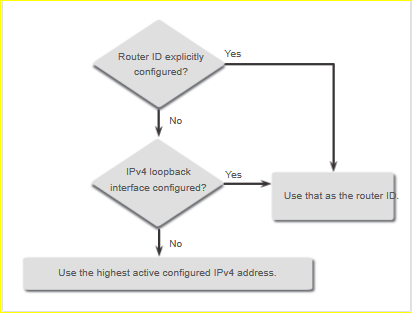 Router ID explicitly
configured?
Yes
No
IPv4 loopback
interface configured?
Yes
Use that as the router ID.
No
Use the highest active configured IPv4 address.